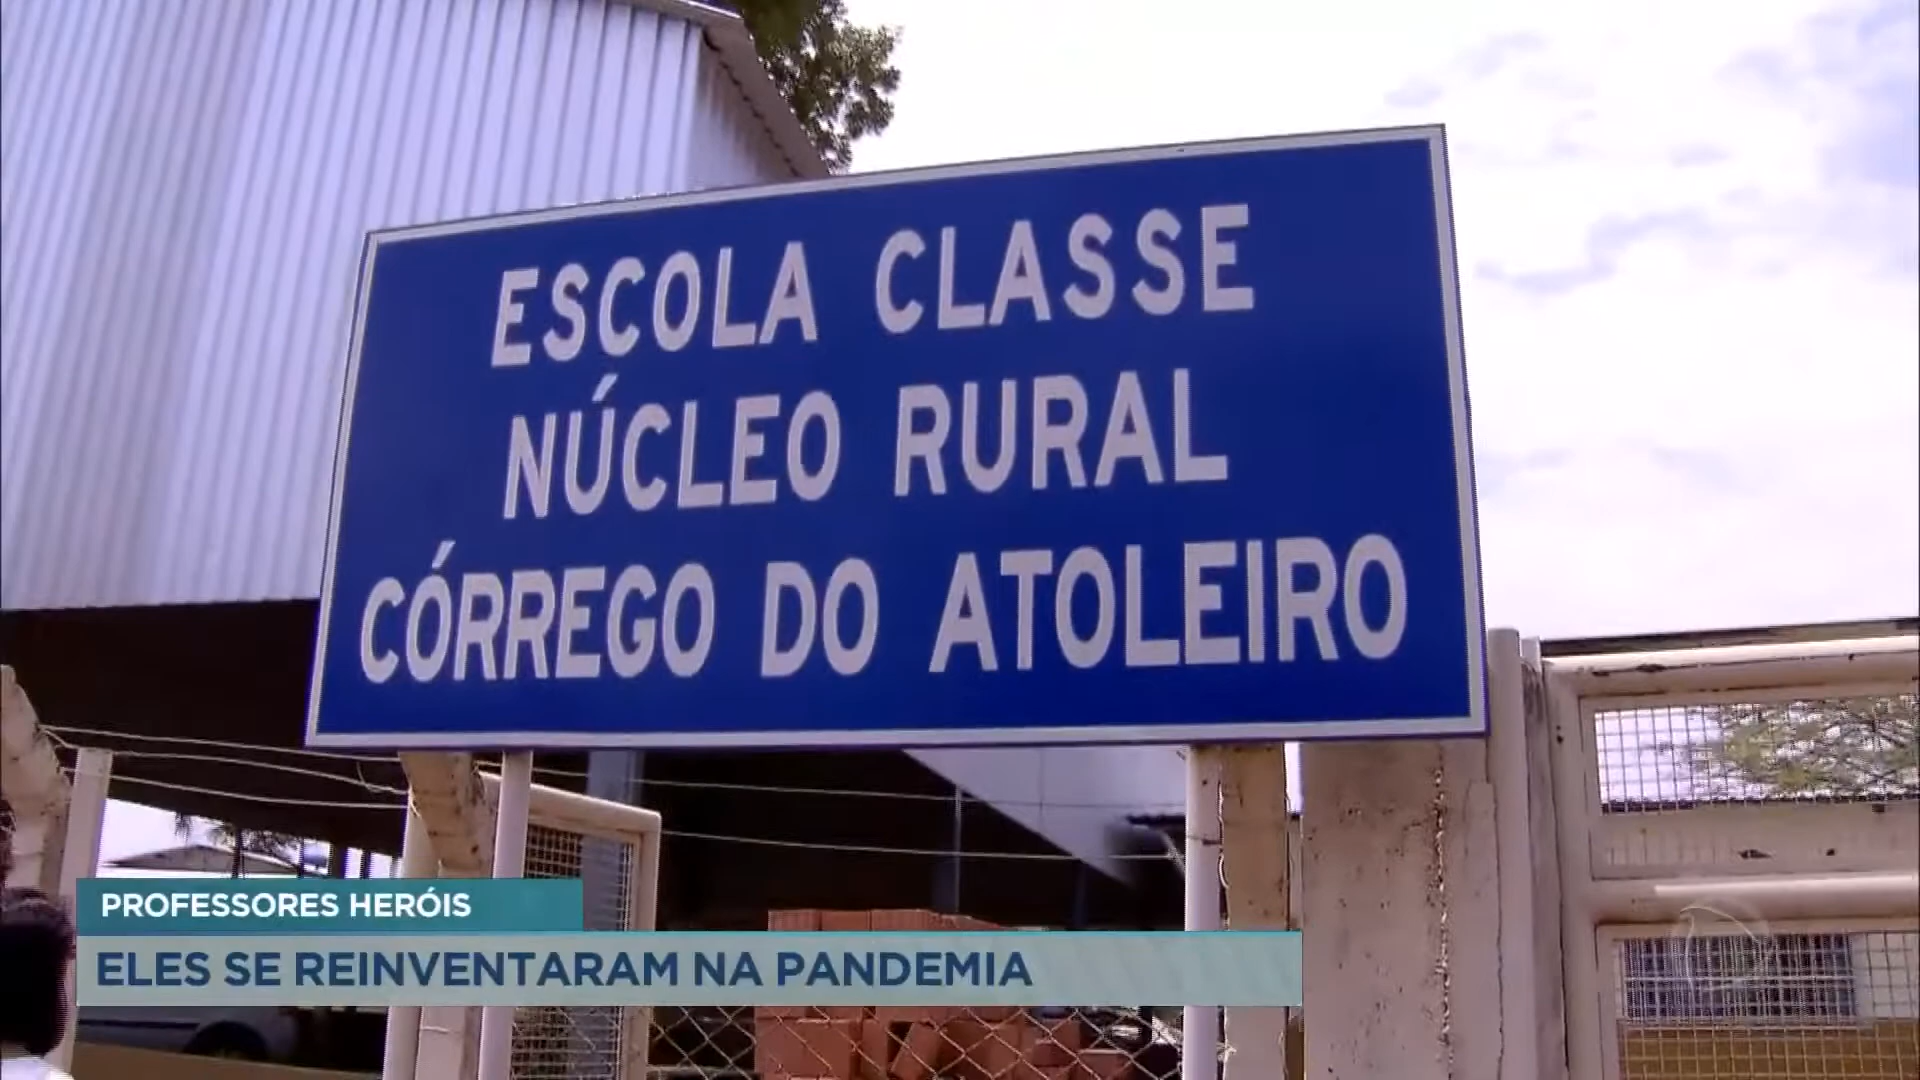 ESCOLA CLASSE
NÚCLEO RURAL
CÓRREGO DO ATOLEIRO
PROFESSORES HERÓIS
ELES SE REINVENTARAM NA PANDEMIA